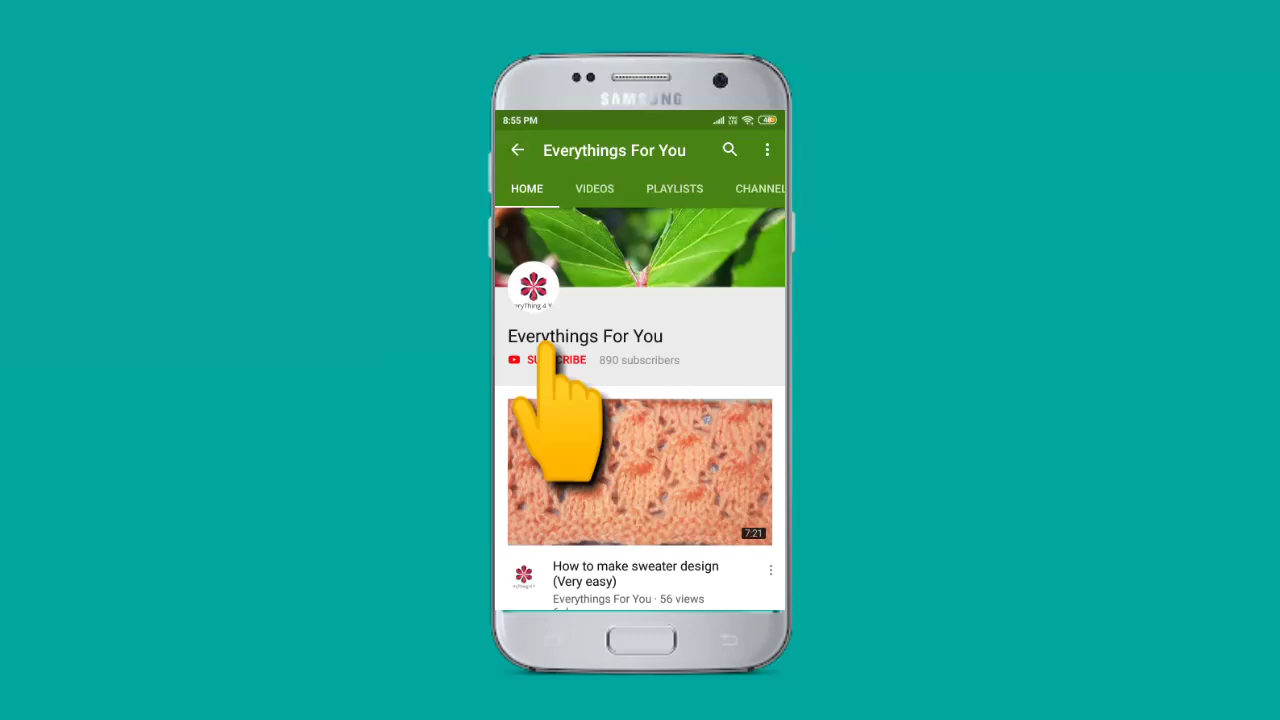 SAMSUNG
8:55 PM
Everythings For You
HOME VIDEOS PLAYLISTS CHANNEL
Everythings For You
SUBSCRIBE 890 subscribers
7:21
How to make sweater design
(Very easy)
Everythings For You · 56 views